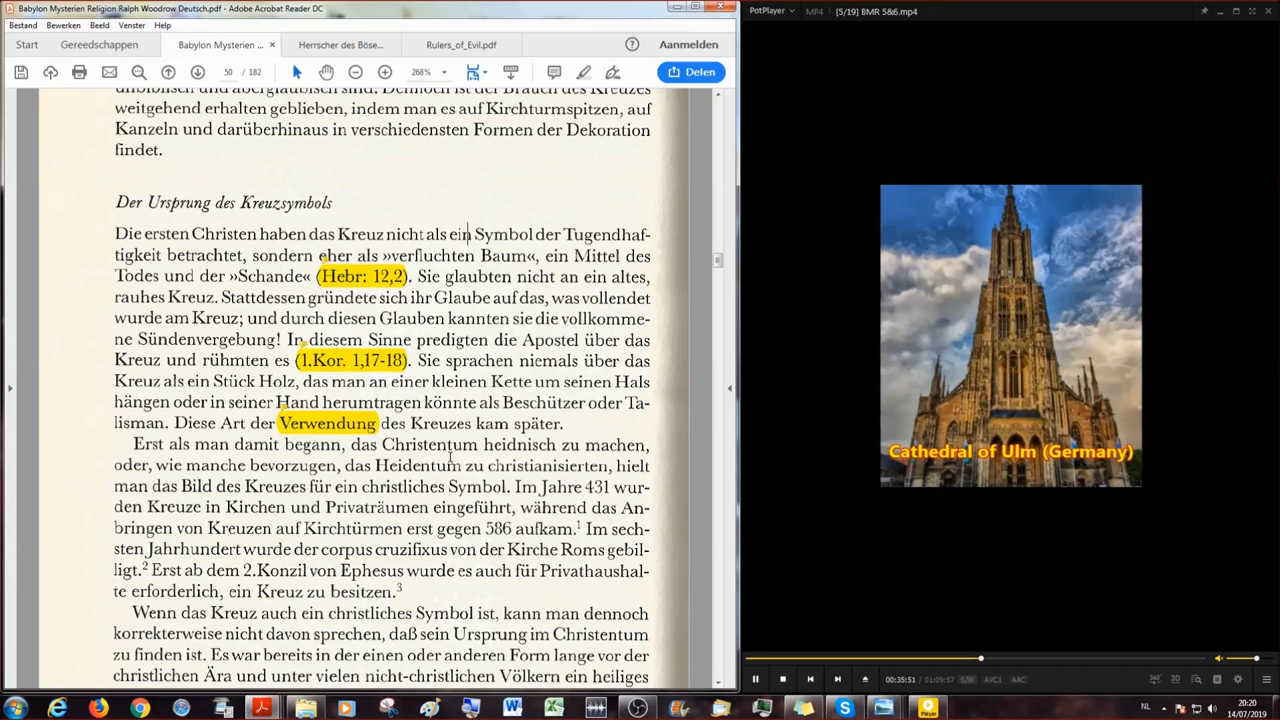 Babylon Mysterien Religion Ralph Woodrow Deutsch.pdf - Adobe Acrobat Reader DC
Bestand Bewerken Beeld Venster Help
Start Gereedschappen Babylon Mysterien ... × Herrscher des Böse... Rulers_of_Evil.pdf Aanmelden
50 / 182 268% Delen
unbiblisch und abergläubisch sind. Dennoch ist der Brauch des Kreuzes
weitgehend erhalten geblieben, indem man es auf Kirchturmspitzen, auf
Kanzeln und darüberhinaus in verschiedensten Formen der Dekoration
findet.
Der Ursprung des Kreuzsymbols
Die ersten Christen haben das Kreuz nicht als ein Symbol der Tugendhaf-
tigkeit betrachtet, sondern eher als »verfluchten Baum«, ein Mittel des
Todes und der »Schande« (Hebr: 12,2). Sie glaubten nicht an ein altes,
rauhes Kreuz. Stattdessen gründete sich ihr Glaube auf das, was vollendet
wurde am Kreuz; und durch diesen Glauben kannten sie die vollkomme-
ne Sündenvergebung! In diesem Sinne predigten die Apostel über das
Kreuz und rühmten es (1.Kor. 1,17-18). Sie sprachen niemals über das
Kreuz als ein Stück Holz, das man an einer kleinen Kette um seinen Hals
hängen oder in seiner Hand herumtragen könnte als Beschützer oder Ta-
lisman. Diese Art der Verwendung des Kreuzes kam später.
Erst als man damit begann, das Christentum heidnisch zu machen,
oder, wie manche bevorzugen, das Heidentum zu christianisierten, hielt
man das Bild des Kreuzes für ein christliches Symbol. Im Jahre 431 wur-
den Kreuze in Kirchen und Privaträumen eingeführt, während das An-
bringen von Kreuzen auf Kirchtürmen erst gegen 586 aufkam.¹ Im sech-
sten Jahrhundert wurde der corpus cruzifixus von der Kirche Roms gebil-
ligt.² Erst ab dem 2.Konzil von Ephesus wurde es auch für Privathaushal-
te erforderlich, ein Kreuz zu besitzen.³
Wenn das Kreuz auch ein christliches Symbol ist, kann man dennoch
korrekterweise nicht davon sprechen, daß sein Ursprung im Christentum
zu finden ist. Es war bereits in der einen oder anderen Form lange vor der
christlichen Ära und unter vielen nicht-christlichen Völkern ein heiliges
PotPlayer MP4 [5/19] BMR 5&6.mp4
Cathedral of Ulm (Germany)
00:35:51 / 01:09:57 S/W AVC1 AAC
NL 20:20
14/07/2019